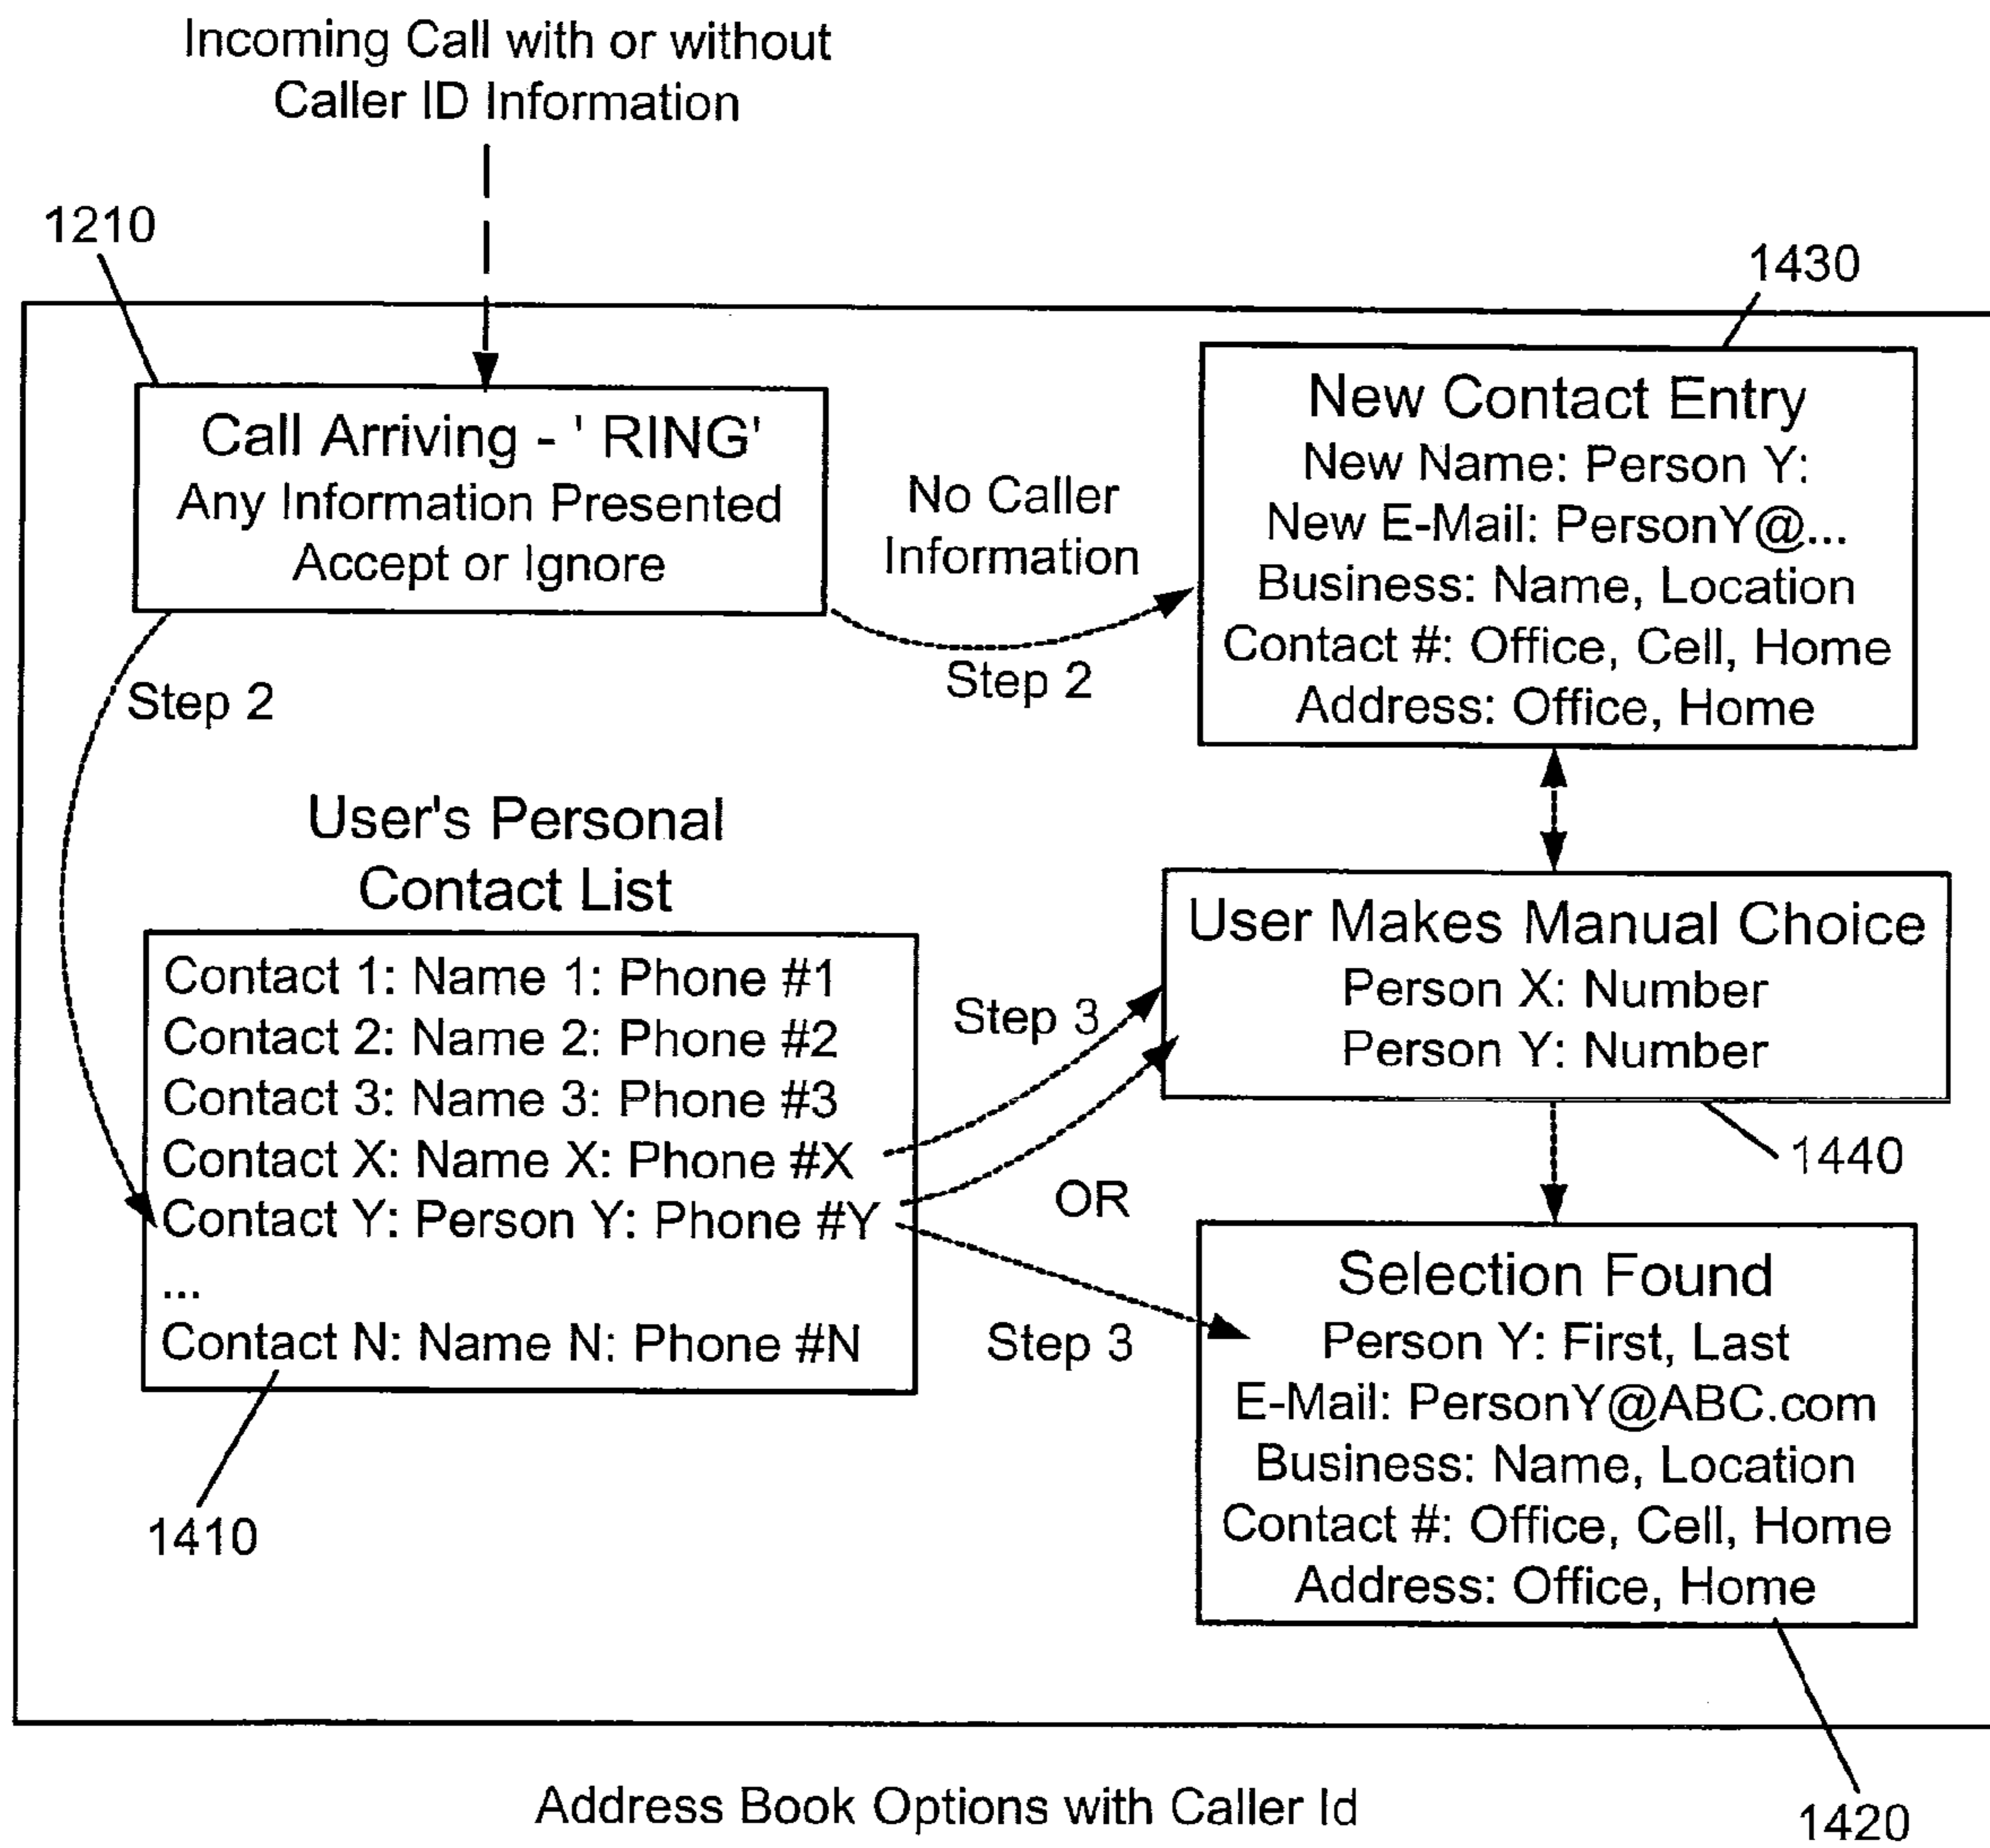 Incoming Call with or without
Caller ID Information
1210
1430
Call Arriving - ' RING'
Any Information Presented
Accept or Ignore
No Caller
Information
Step 2
Step 2
New Contact Entry
New Name: Person Y:
New E-Mail: PersonY@...
Business: Name, Location
Contact #: Office, Cell, Home
Address: Office, Home
User's Personal
Contact List
Contact 1: Name 1: Phone #1
Contact 2: Name 2: Phone #2
Contact 3: Name 3: Phone #3
Contact X: Name X: Phone #X
Contact Y: Person Y: Phone #Y
...
Contact N: Name N: Phone #N
1410
Step 3
OR
Step 3
User Makes Manual Choice
Person X: Number
Person Y: Number
1440
Selection Found
Person Y: First, Last
E-Mail: PersonY@ABC.com
Business: Name, Location
Contact #: Office, Cell, Home
Address: Office, Home
1420
Address Book Options with Caller Id